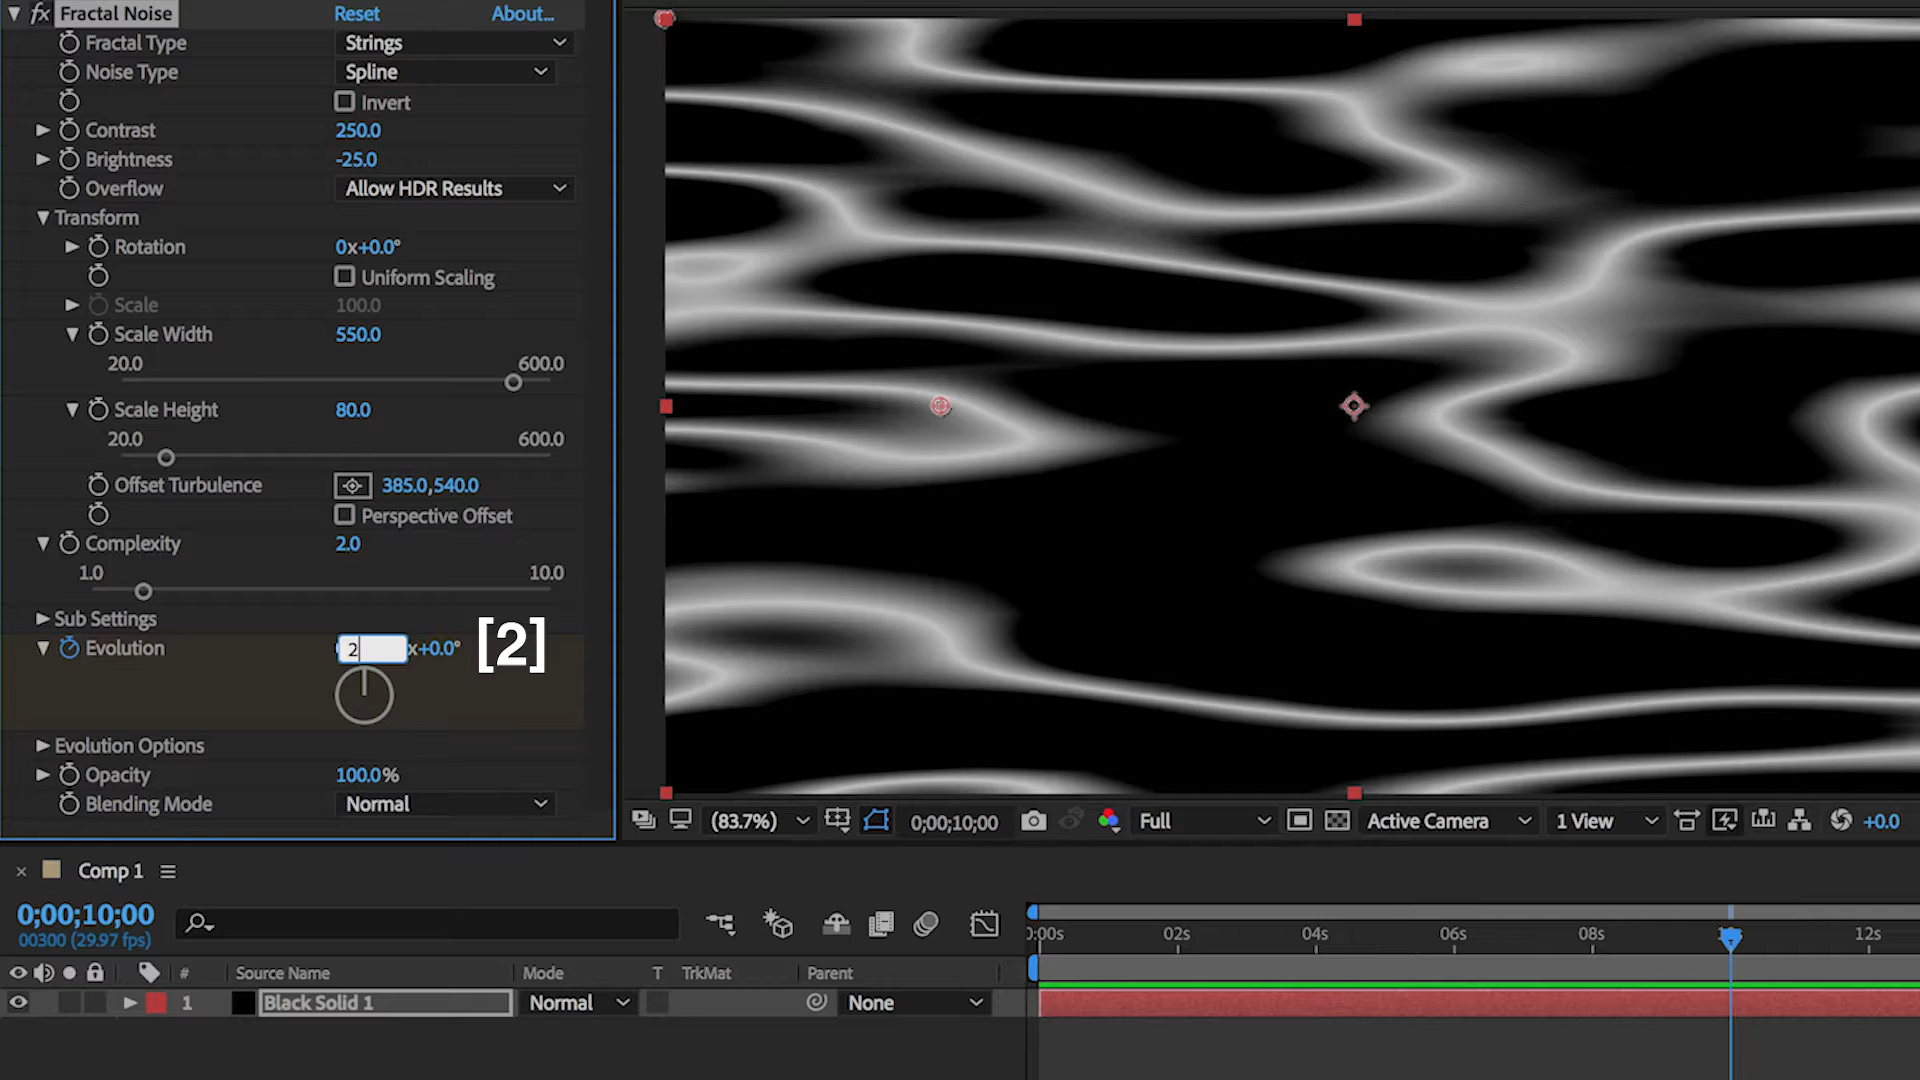 fx Fractal Noise Reset About...
Fractal Type Strings
Noise Type Spline
Invert
Contrast 250.0
Brightness -25.0
Overflow Allow HDR Results
Transform
Rotation 0x+0.0°
Uniform Scaling
Scale 100.0
Scale Width 550.0
20.0 600.0
Scale Height 80.0
20.0 600.0
Offset Turbulence 385.0,540.0
Perspective Offset
Complexity 2.0
1.0 10.0
Sub Settings
Evolution 2 x+0.0° [2]
Evolution Options
Opacity 100.0%
Blending Mode Normal
(83.7%) 0;00;10;00 Full Active Camera 1 View +0.0
× Comp 1
0;00;10;00
00300 (29.97 fps)
0:00s 02s 04s 06s 08s 12s
# Source Name Mode T TrkMat Parent
1 Black Solid 1 Normal None